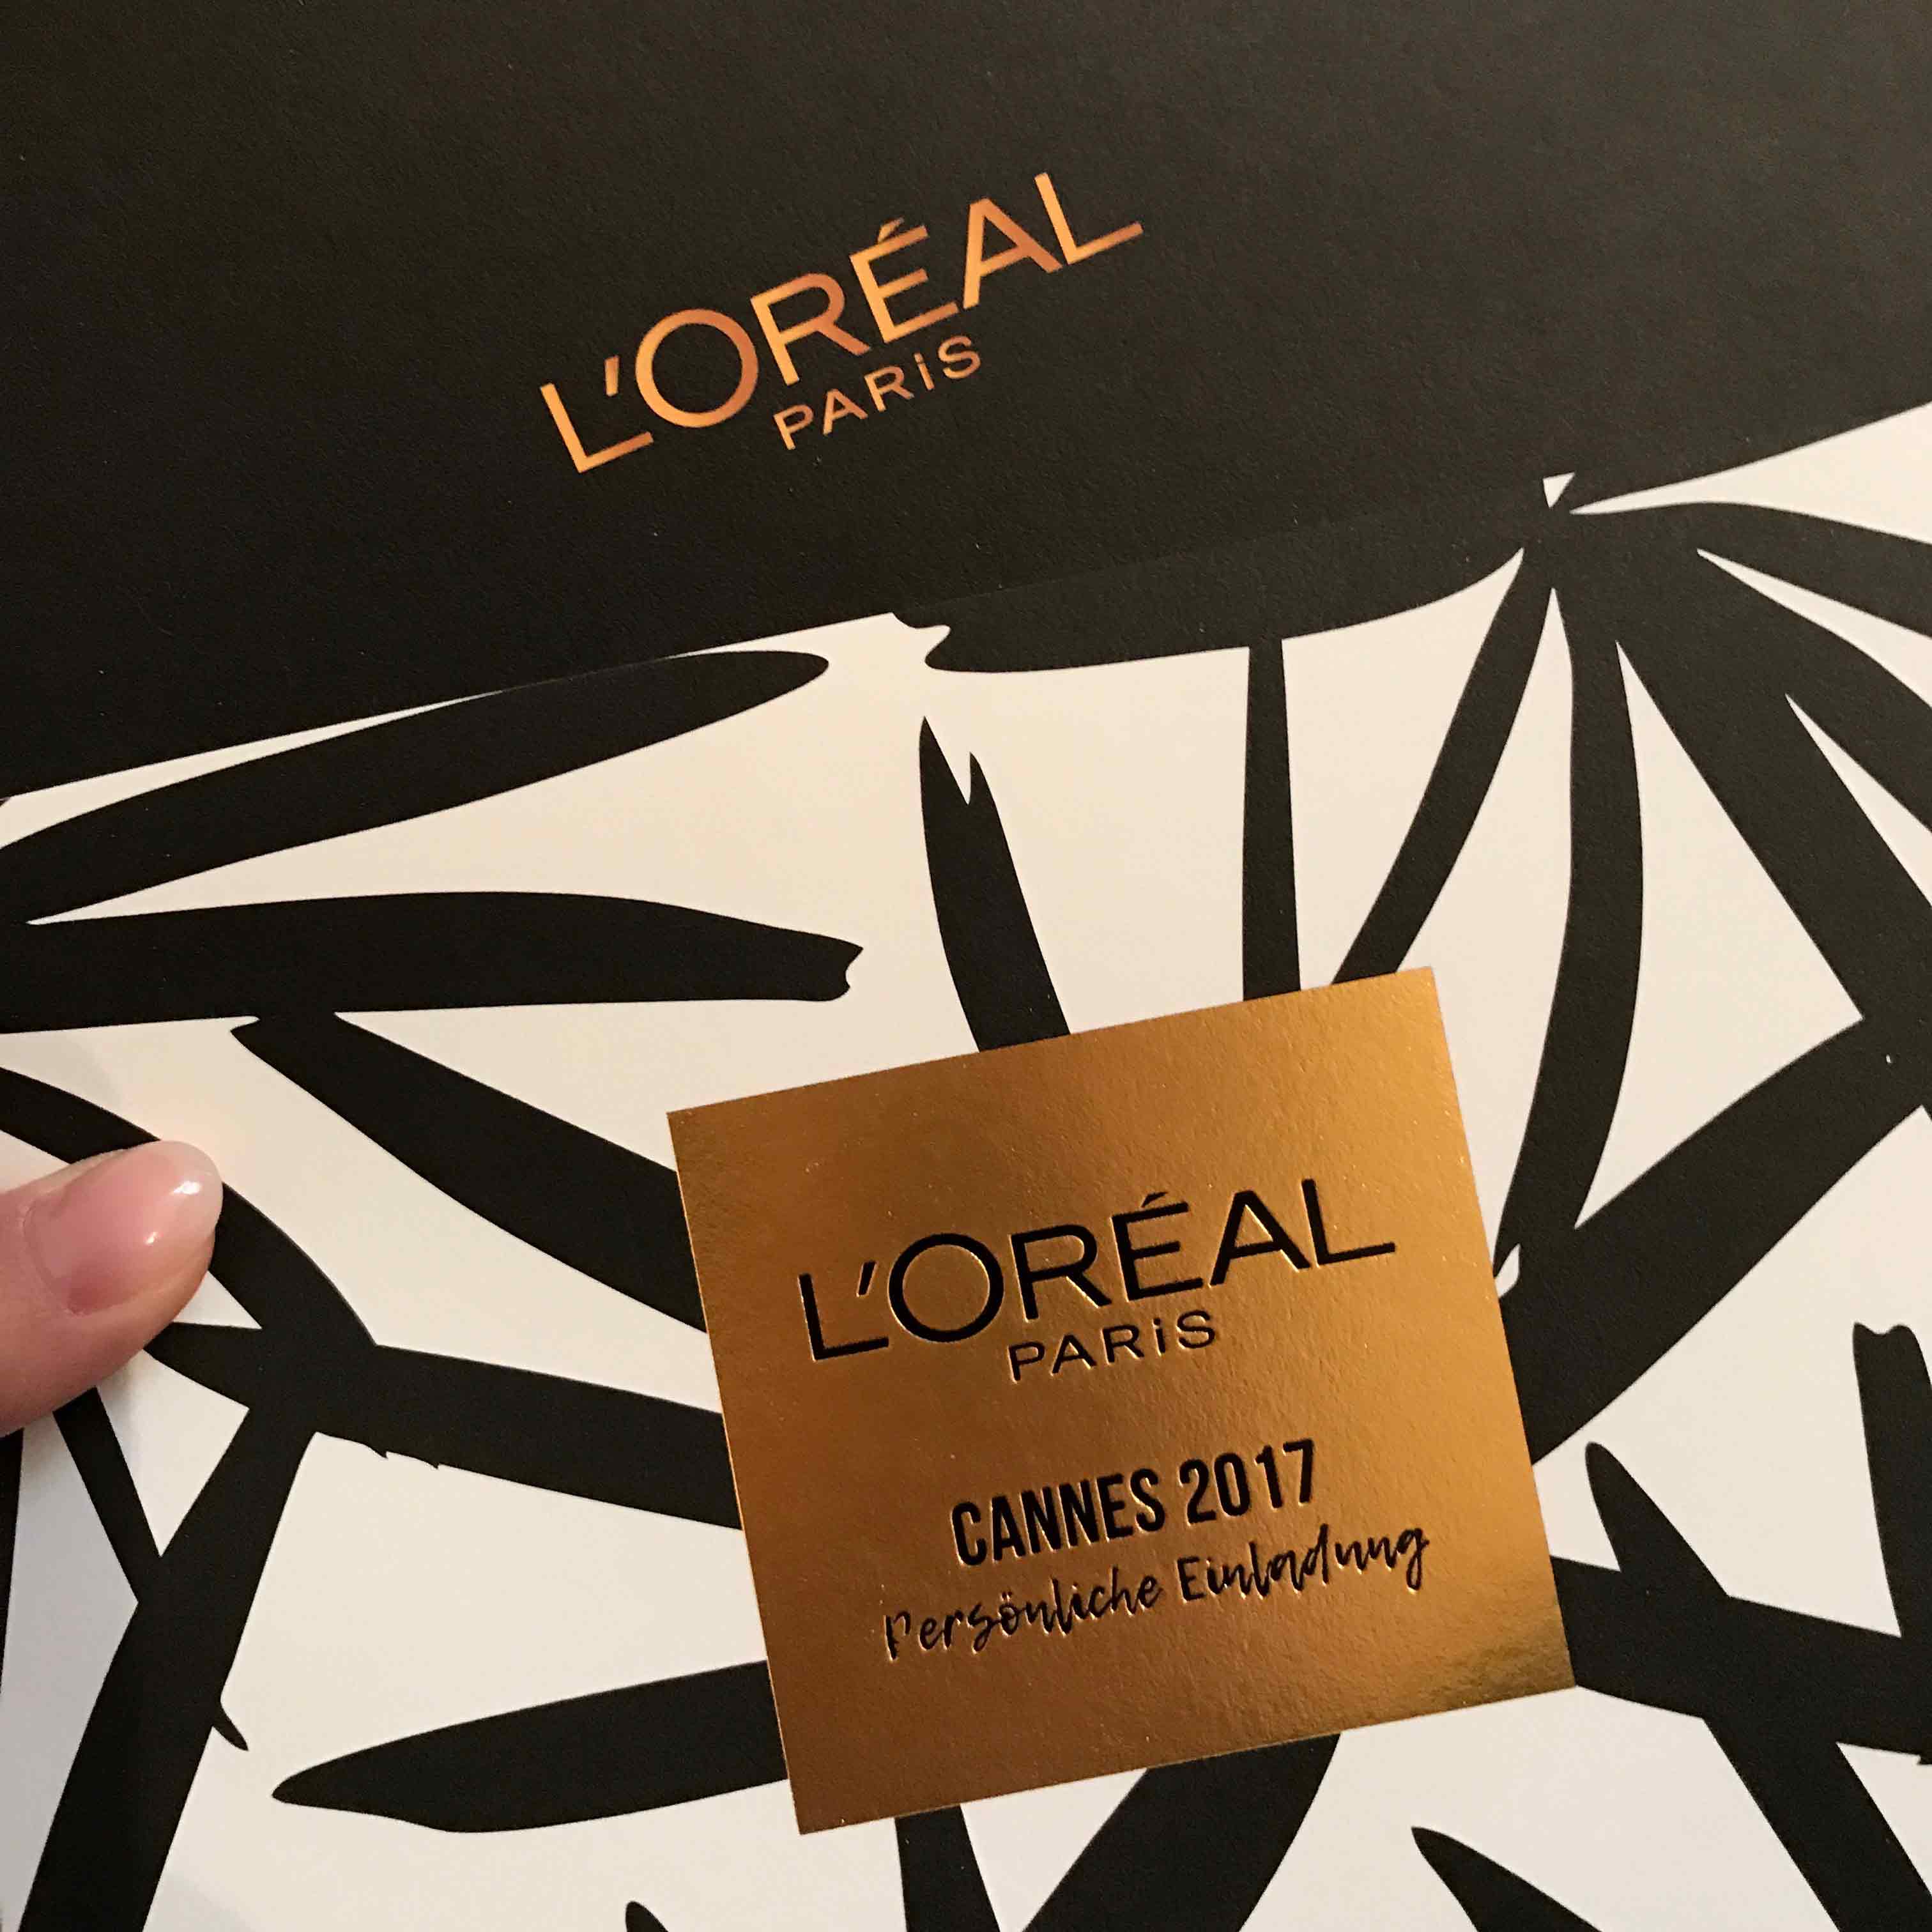 L'ORÉAL
PARiS
L'ORÉAL
PARiS
CANNES 2017
Persönliche Einladung